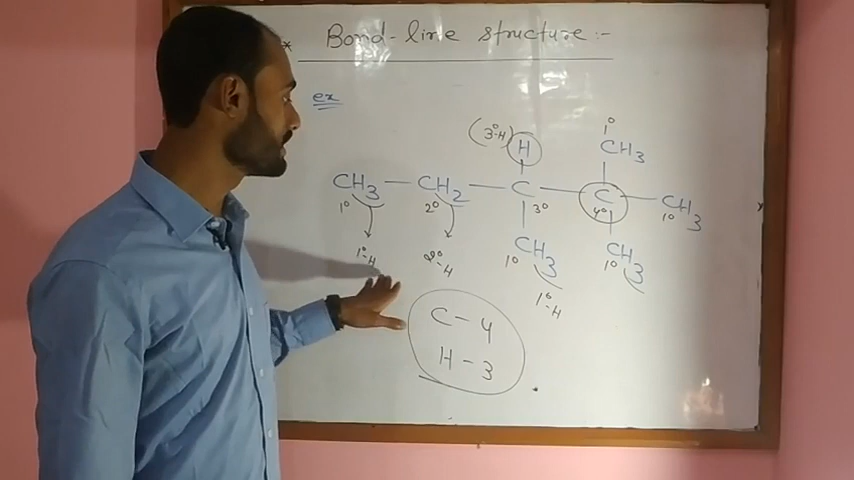 * Bond-line structure :-
ex
1°
(3°-H) H CH3
CH3 — CH2 — C — C — CH3
1° 2° 3° 4° 1°
CH3 CH3
1° 1°
1°-H 2°-H
1°-H
C - 4
H - 3